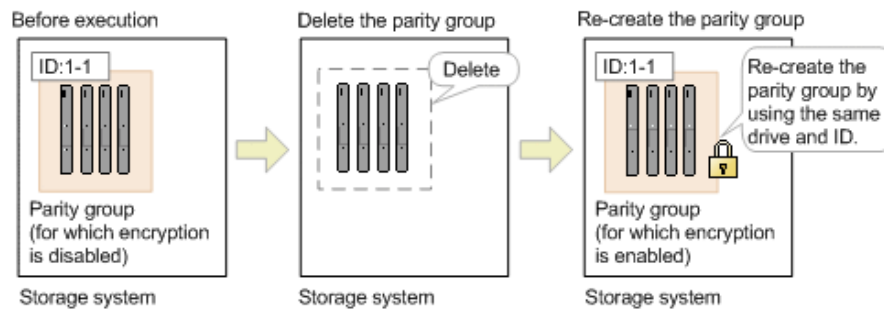 Before execution
ID:1-1
Parity group
(for which encryption
is disabled)
Storage system
Delete the parity group
Delete
Storage system
Re-create the parity group
ID:1-1
Re-create the
parity group by
using the same
drive and ID.
Parity group
(for which encryption
is enabled)
Storage system